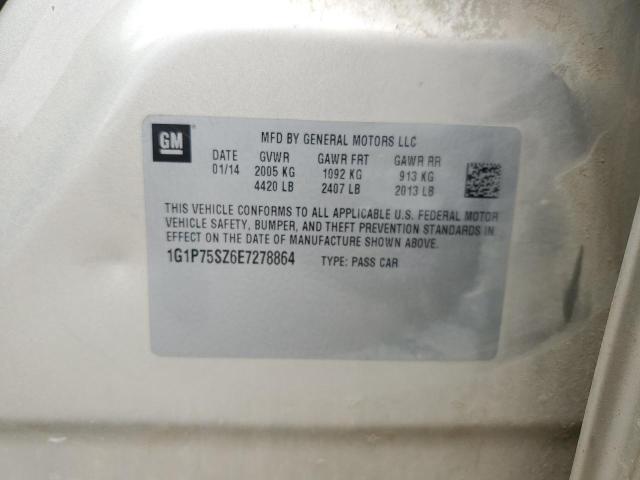 GM
MFD BY GENERAL MOTORS LLC
DATE GVWR GAWR FRT GAWR RR
01/14 2005 KG 1092 KG 913 KG
4420 LB 2407 LB 2013 LB
THIS VEHICLE CONFORMS TO ALL APPLICABLE U.S. FEDERAL MOTOR
VEHICLE SAFETY, BUMPER, AND THEFT PREVENTION STANDARDS IN
EFFECT ON THE DATE OF MANUFACTURE SHOWN ABOVE.
1G1P75SZ6E7278864 TYPE: PASS CAR